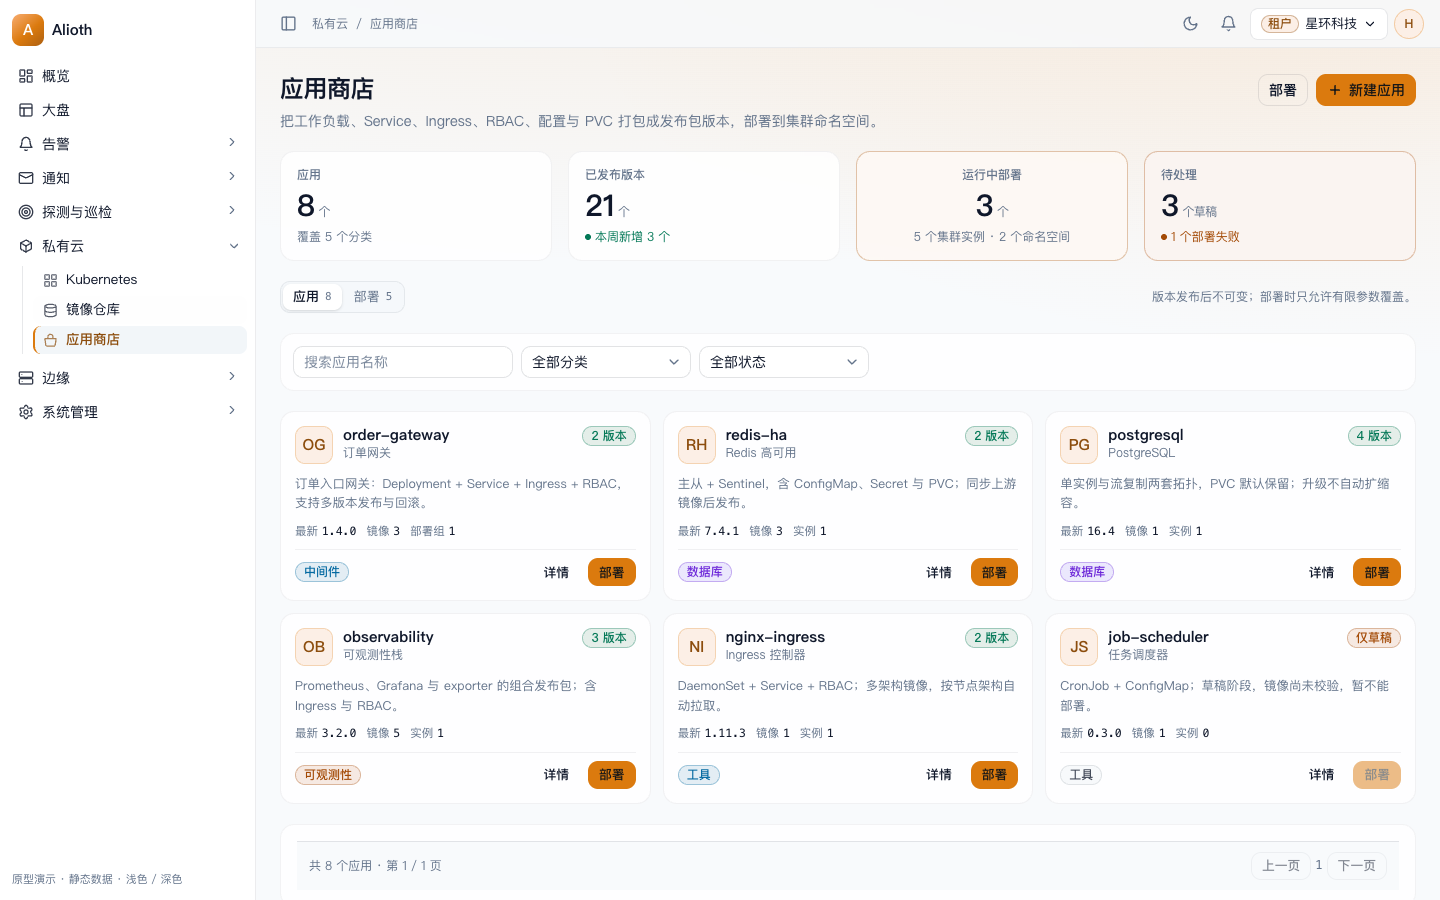 A Alioth
概览
大盘
告警
通知
探测与巡检
私有云
Kubernetes
镜像仓库
应用商店
边缘
系统管理
原型演示 · 静态数据 · 浅色 / 深色
私有云 / 应用商店
租户 星环科技
H
应用商店
部署
+ 新建应用
把工作负载、Service、Ingress、RBAC、配置与 PVC 打包成发布包版本，部署到集群命名空间。
应用
8 个
覆盖 5 个分类
已发布版本
21 个
本周新增 3 个
运行中部署
3 个
5 个集群实例 · 2 个命名空间
待处理
3 个草稿
1 个部署失败
应用 8
部署 5
版本发布后不可变；部署时只允许有限参数覆盖。
搜索应用名称
全部分类
全部状态
OG
order-gateway
订单网关
2 版本
订单入口网关：Deployment + Service + Ingress + RBAC，
支持多版本发布与回滚。
最新 1.4.0 镜像 3 部署组 1
中间件
详情
部署
RH
redis-ha
Redis 高可用
2 版本
主从 + Sentinel，含 ConfigMap、Secret 与 PVC；同步上游
镜像后发布。
最新 7.4.1 镜像 3 实例 1
数据库
详情
部署
PG
postgresql
PostgreSQL
4 版本
单实例与流复制两套拓扑，PVC 默认保留；升级不自动扩缩
容。
最新 16.4 镜像 1 实例 1
数据库
详情
部署
OB
observability
可观测性栈
3 版本
Prometheus、Grafana 与 exporter 的组合发布包；含
Ingress 与 RBAC。
最新 3.2.0 镜像 5 实例 1
可观测性
详情
部署
NI
nginx-ingress
Ingress 控制器
2 版本
DaemonSet + Service + RBAC；多架构镜像，按节点架构自
动拉取。
最新 1.11.3 镜像 1 实例 1
工具
详情
部署
JS
job-scheduler
任务调度器
仅草稿
CronJob + ConfigMap；草稿阶段，镜像尚未校验，暂不能
部署。
最新 0.3.0 镜像 1 实例 0
工具
详情
部署
共 8 个应用 · 第 1 / 1 页
上一页 1 下一页